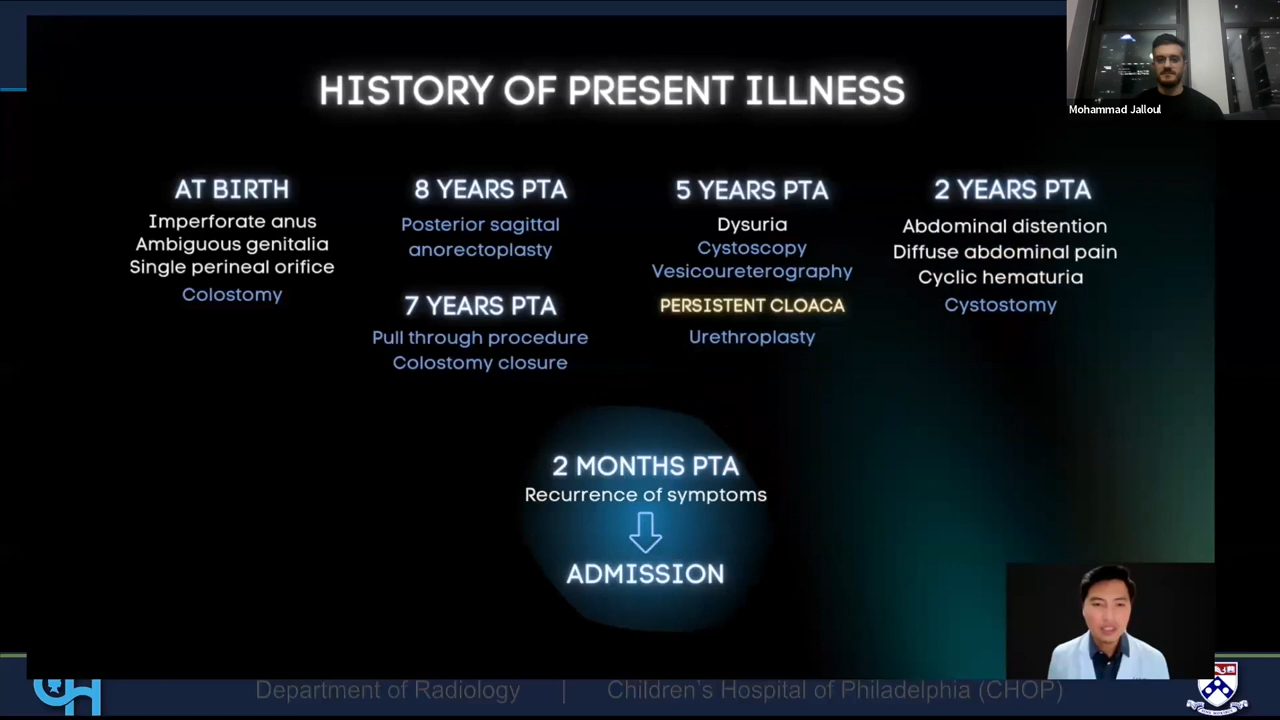 Mohammad Jalloul
HISTORY OF PRESENT ILLNESS
AT BIRTH
Imperforate anus
Ambiguous genitalia
Single perineal orifice
Colostomy
8 YEARS PTA
Posterior sagittal
anorectoplasty
7 YEARS PTA
Pull through procedure
Colostomy closure
5 YEARS PTA
Dysuria
Cystoscopy
Vesicoureterography
PERSISTENT CLOACA
Urethroplasty
2 YEARS PTA
Abdominal distention
Diffuse abdominal pain
Cyclic hematuria
Cystostomy
2 MONTHS PTA
Recurrence of symptoms
ADMISSION
Department of Radiology | Children's Hospital of Philadelphia (CHOP)